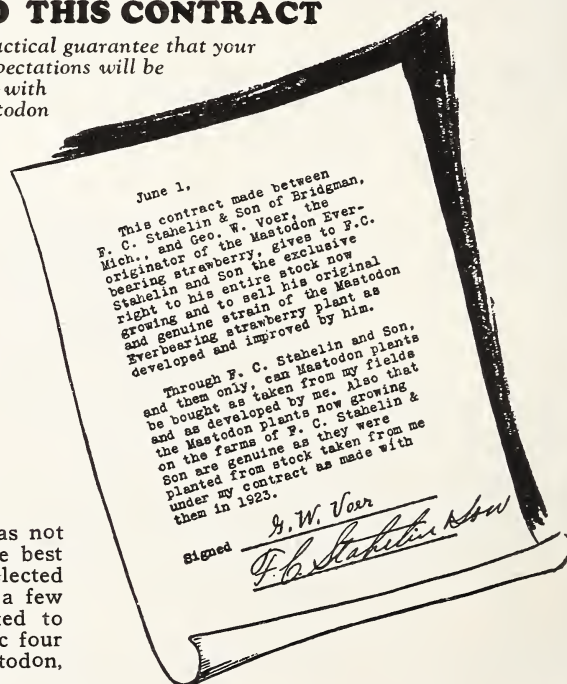 THIS CONTRACT
actical guarantee that your
pectations will be
with
todon
June 1.
This contract made between
F. C. Stahelin & Son of Bridgman,
Mich., and Geo. W. Voer, the
originator of the Mastodon Ever-
bearing strawberry, gives to F.C.
Stahelin and Son the exclusive
right to his entire stock now
growing and to sell his original
and genuine strain of the Mastodon
Everbearing strawberry plant as
developed and improved by him.
Through F. C. Stahelin and Son,
and them only, can Mastodon plants
be bought as taken from my fields
and as developed by me. Also that
the Mastodon plants now growing
on the farms of F. C. Stahelin &
Son are genuine as they were
planted from stock taken from me
under my contract as made with
them in 1923.
Signed G. W. Voer
F. C. Stahelin & Son
as not
e best
lected
a few
ted to
c four
todon,